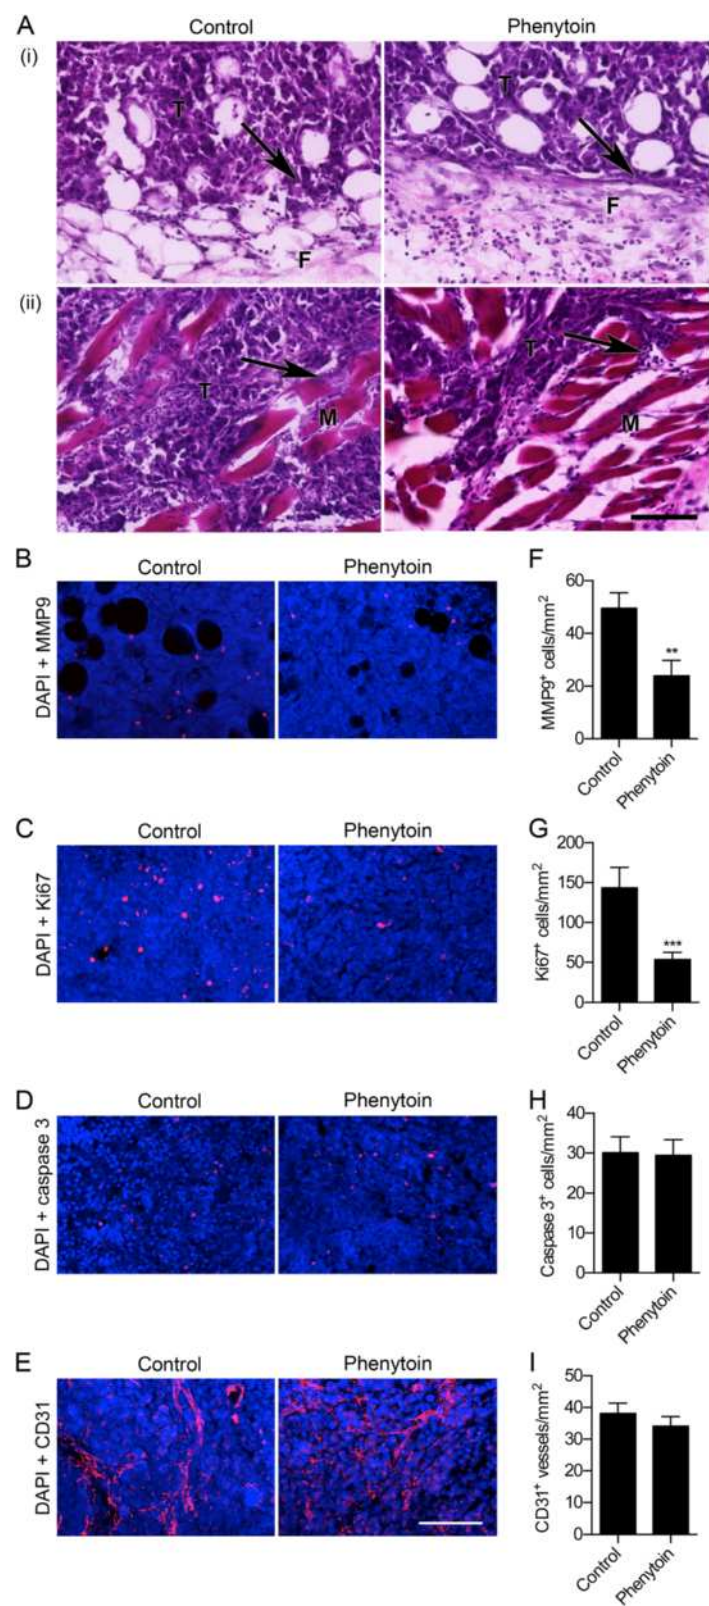 A
Control
Phenytoin
(i)
T
F
T
F
(ii)
T
M
T
M
B
Control
Phenytoin
DAPI + MMP9
F
MMP9⁺ cells/mm²
60
40
20
0
**
Control
Phenytoin
C
Control
Phenytoin
DAPI + Ki67
G
Ki67⁺ cells/mm²
200
150
100
50
0
***
Control
Phenytoin
D
Control
Phenytoin
DAPI + caspase 3
H
Caspase 3⁺ cells/mm²
40
30
20
10
0
Control
Phenytoin
E
Control
Phenytoin
DAPI + CD31
I
CD31⁺ vessels/mm²
50
40
30
20
10
0
Control
Phenytoin